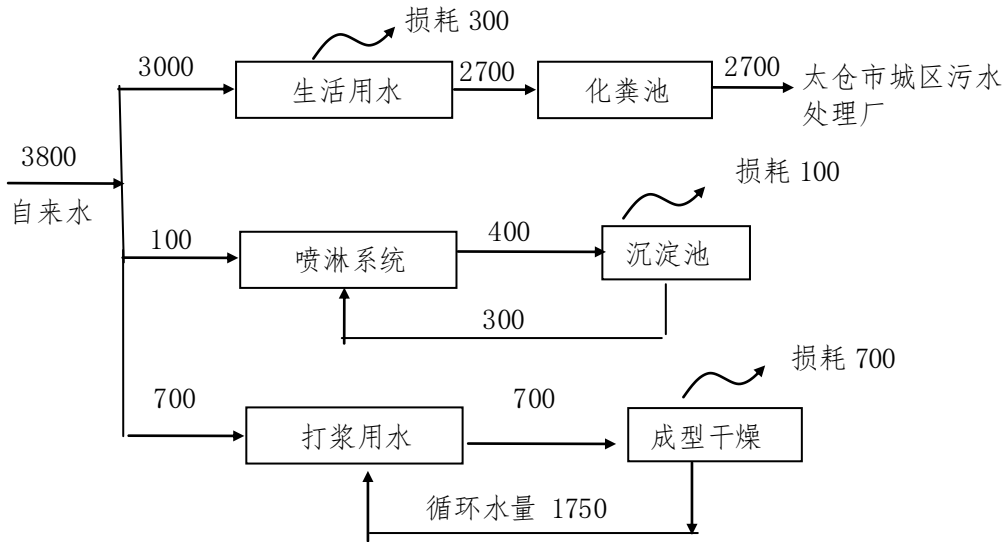 损耗 300
3000
生活用水
2700
化粪池
2700
太仓市城区污水
处理厂
3800
自来水
损耗 100
100
喷淋系统
400
沉淀池
300
损耗 700
700
打浆用水
700
成型干燥
循环水量 1750